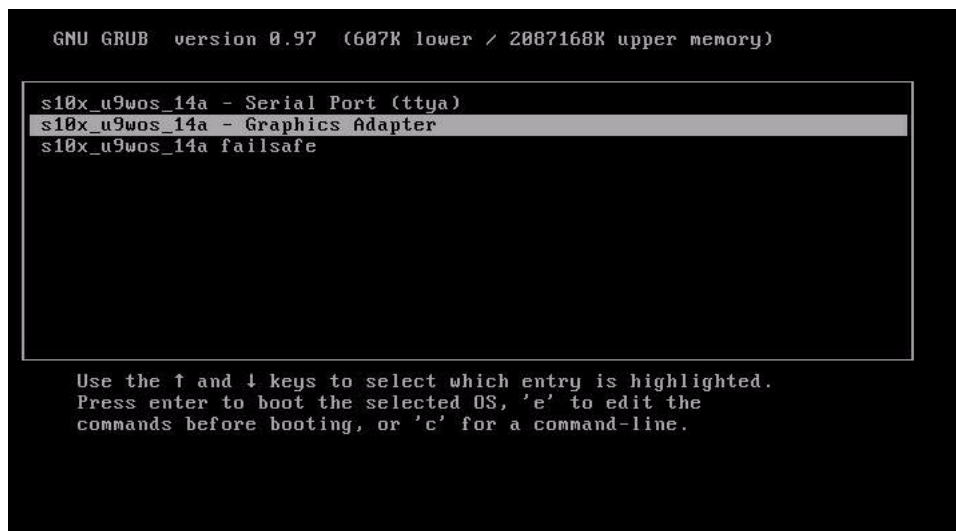 GNU GRUB  version 0.97  (607K lower / 2087168K upper memory)
s10x_u9wos_14a - Serial Port (ttya)
s10x_u9wos_14a - Graphics Adapter
s10x_u9wos_14a failsafe
Use the ↑ and ↓ keys to select which entry is highlighted.
Press enter to boot the selected OS, 'e' to edit the
commands before booting, or 'c' for a command-line.